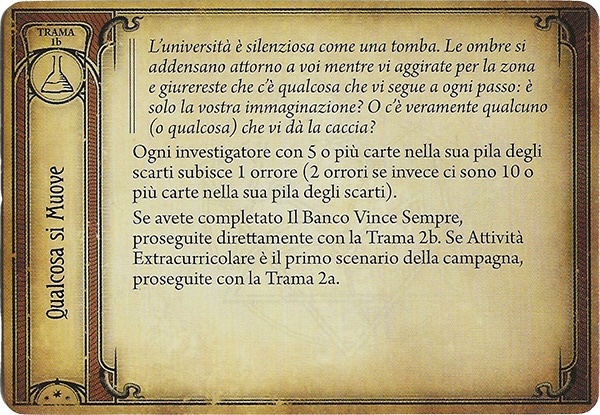 TRAMA
1b
Qualcosa si Muove
L'università è silenziosa come una tomba. Le ombre si
addensano attorno a voi mentre vi aggirate per la zona
e giurereste che c'è qualcosa che vi segue a ogni passo: è
solo la vostra immaginazione? O c'è veramente qualcuno
(o qualcosa) che vi dà la caccia?
Ogni investigatore con 5 o più carte nella sua pila degli
scarti subisce 1 orrore (2 orrori se invece ci sono 10 o
più carte nella sua pila degli scarti).
Se avete completato Il Banco Vince Sempre,
proseguite direttamente con la Trama 2b. Se Attività
Extracurricolare è il primo scenario della campagna,
proseguite con la Trama 2a.